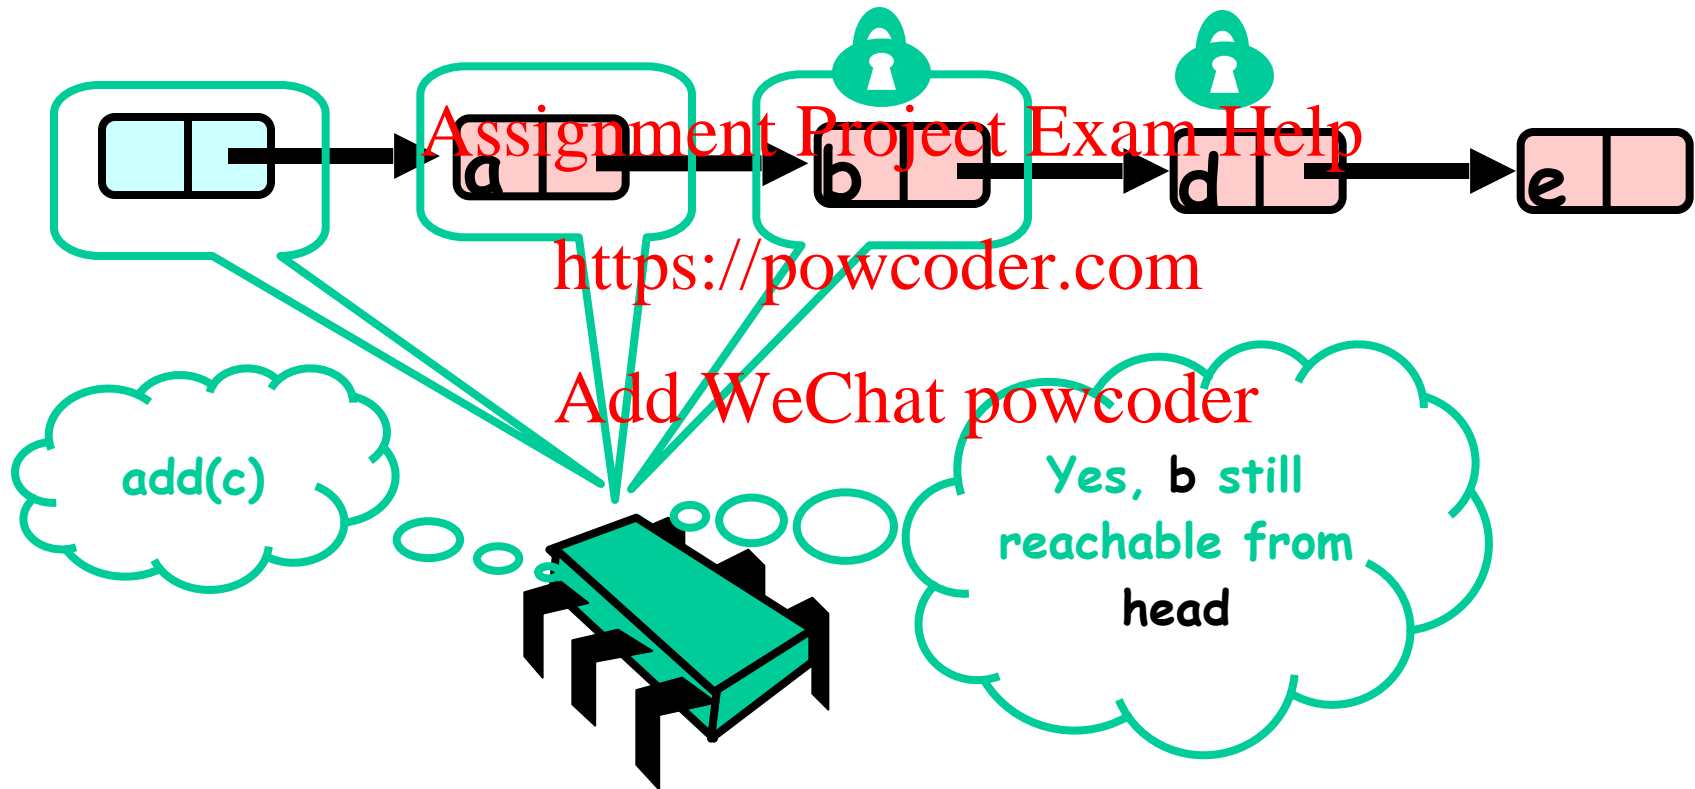 Assignment Project Exam Help
a b d e
https://powcoder.com
Add WeChat powcoder
add(c)
Yes, b still
reachable from
head